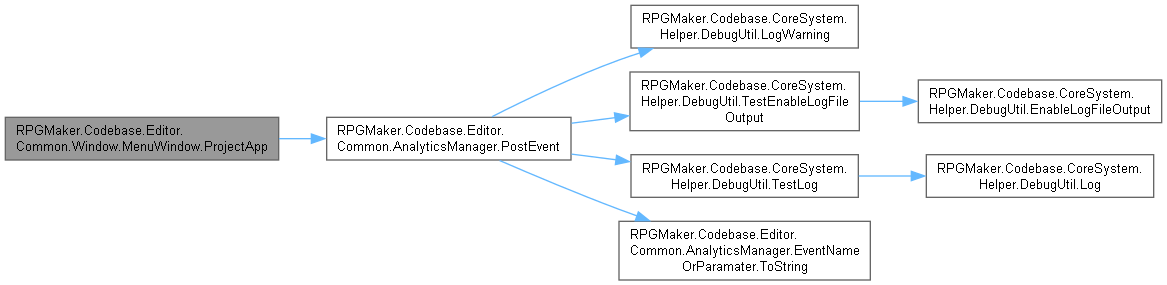 RPGMaker.Codebase.Editor.
Common.Window.MenuWindow.ProjectApp
RPGMaker.Codebase.Editor.
Common.AnalyticsManager.PostEvent
RPGMaker.Codebase.CoreSystem.
Helper.DebugUtil.LogWarning
RPGMaker.Codebase.CoreSystem.
Helper.DebugUtil.TestEnableLogFile
Output
RPGMaker.Codebase.CoreSystem.
Helper.DebugUtil.EnableLogFileOutput
RPGMaker.Codebase.CoreSystem.
Helper.DebugUtil.TestLog
RPGMaker.Codebase.CoreSystem.
Helper.DebugUtil.Log
RPGMaker.Codebase.Editor.
Common.AnalyticsManager.EventName
OrParamater.ToString